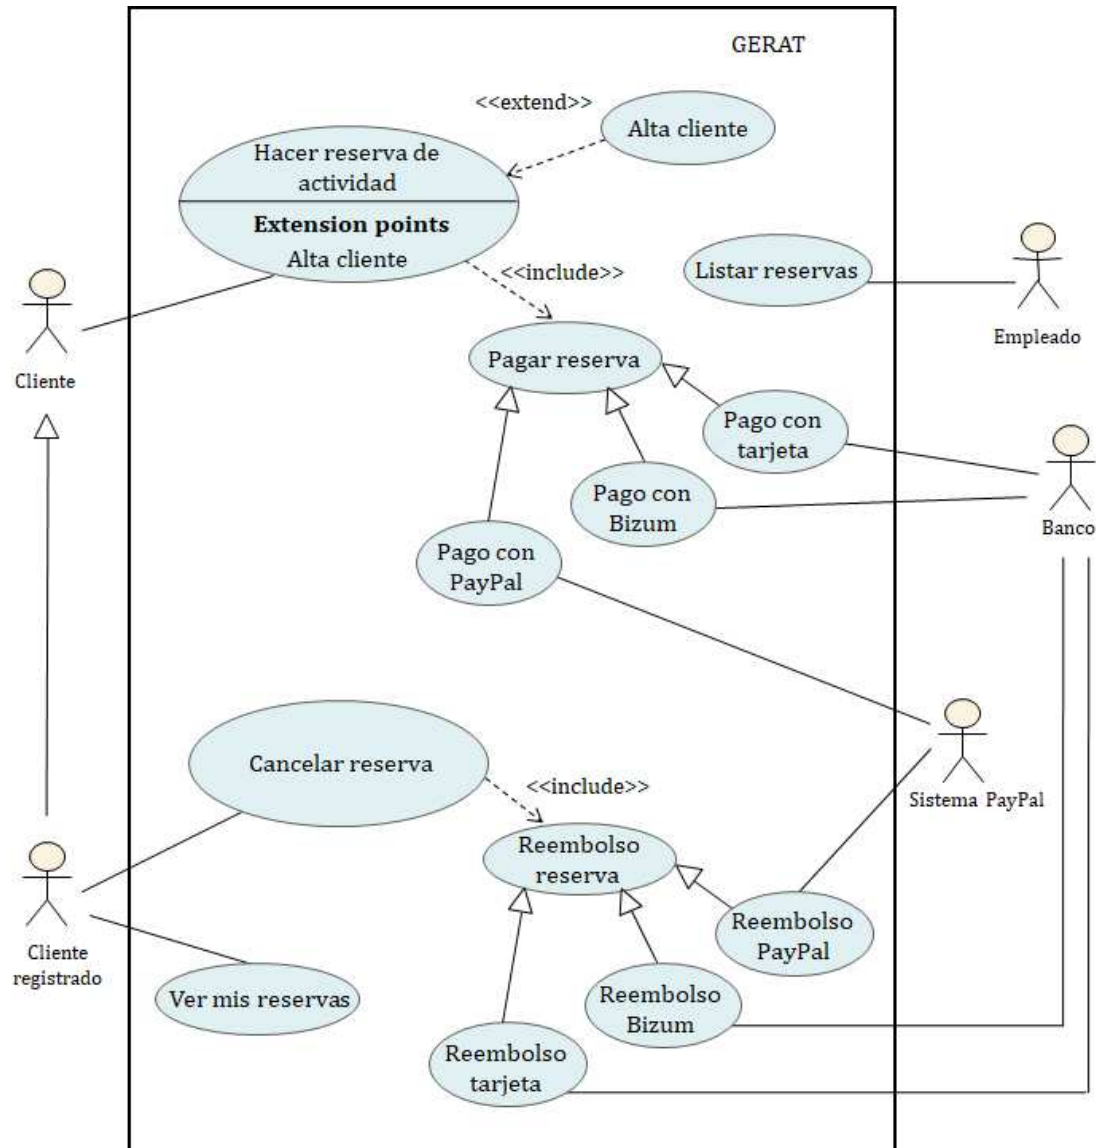 GERAT
<<extend>>
Alta cliente
Hacer reserva de
actividad
Extension points
Alta cliente
<<include>>
Listar reservas
Empleado
Cliente
Pagar reserva
Pago con
tarjeta
Pago con
Bizum
Banco
Pago con
PayPal
Cancelar reserva
<<include>>
Sistema PayPal
Reembolso
reserva
Reembolso
PayPal
Cliente
registrado
Ver mis reservas
Reembolso
Bizum
Reembolso
tarjeta